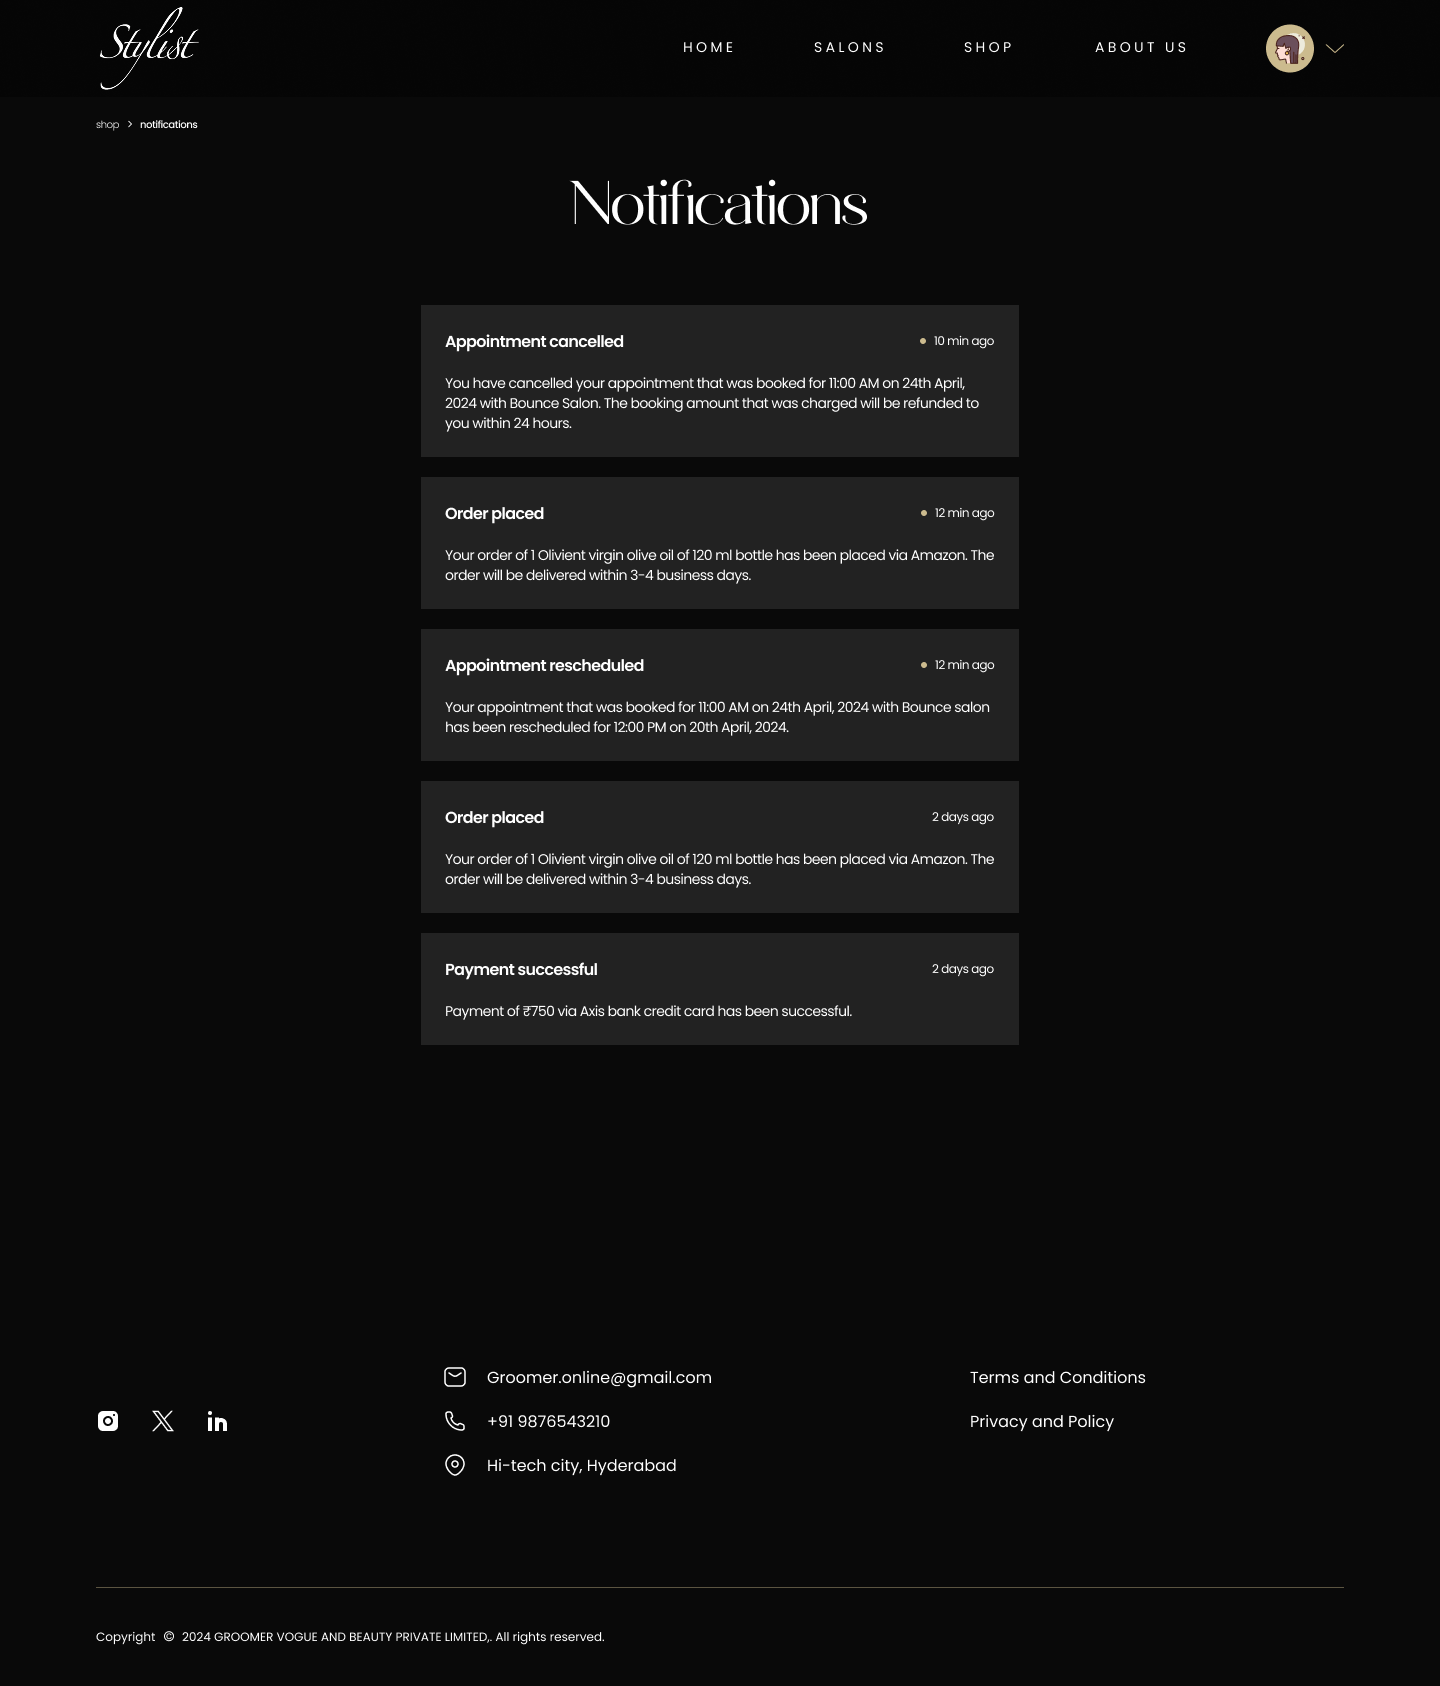 Stylist
HOME SALONS SHOP ABOUT US
shop > notifications
Notifications
Appointment cancelled 10 min ago
You have cancelled your appointment that was booked for 11:00 AM on 24th April,
2024 with Bounce Salon. The booking amount that was charged will be refunded to
you within 24 hours.
Order placed 12 min ago
Your order of 1 Olivient virgin olive oil of 120 ml bottle has been placed via Amazon. The
order will be delivered within 3-4 business days.
Appointment rescheduled 12 min ago
Your appointment that was booked for 11:00 AM on 24th April, 2024 with Bounce salon
has been rescheduled for 12:00 PM on 20th April, 2024.
Order placed 2 days ago
Your order of 1 Olivient virgin olive oil of 120 ml bottle has been placed via Amazon. The
order will be delivered within 3-4 business days.
Payment successful 2 days ago
Payment of ₹750 via Axis bank credit card has been successful.
Groomer.online@gmail.com
+91 9876543210
Hi-tech city, Hyderabad
Terms and Conditions
Privacy and Policy
Copyright © 2024 GROOMER VOGUE AND BEAUTY PRIVATE LIMITED,. All rights reserved.